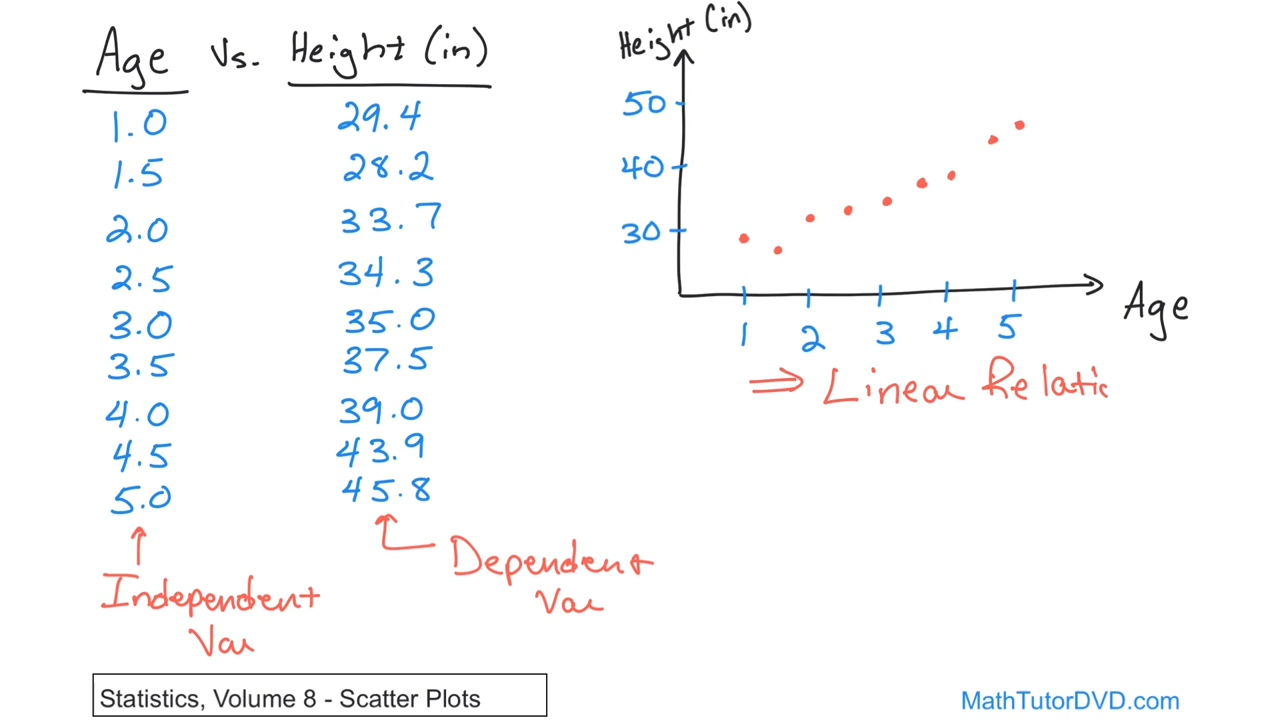 Age Vs. Height (in)
1.0 29.4
1.5 28.2
2.0 33.7
2.5 34.3
3.0 35.0
3.5 37.5
4.0 39.0
4.5 43.9
5.0 45.8
Independent
Var
Dependent
Var
Height (in)
50
40
30
1 2 3 4 5
Age
⇒ Linear Relatic
Statistics, Volume 8 - Scatter Plots
MathTutorDVD.com